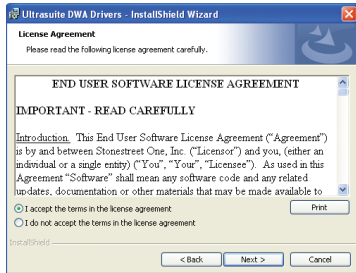 Ultrasuite DWA Drivers - InstallShield Wizard
License Agreement
Please read the following license agreement carefully.
END USER SOFTWARE LICENSE AGREEMENT
IMPORTANT - READ CAREFULLY
Introduction. This End User Software License Agreement ("Agreement")
is by and between Stonestreet One, Inc. ("Licensor") and you, (either an
individual or a single entity) ("You", "Your", "Licensee"). As used in this
Agreement "Software" shall mean any software code and any related
updates, documentation or other materials that may be made available to
I accept the terms in the license agreement
Print
I do not accept the terms in the license agreement
InstallShield
< Back
Next >
Cancel